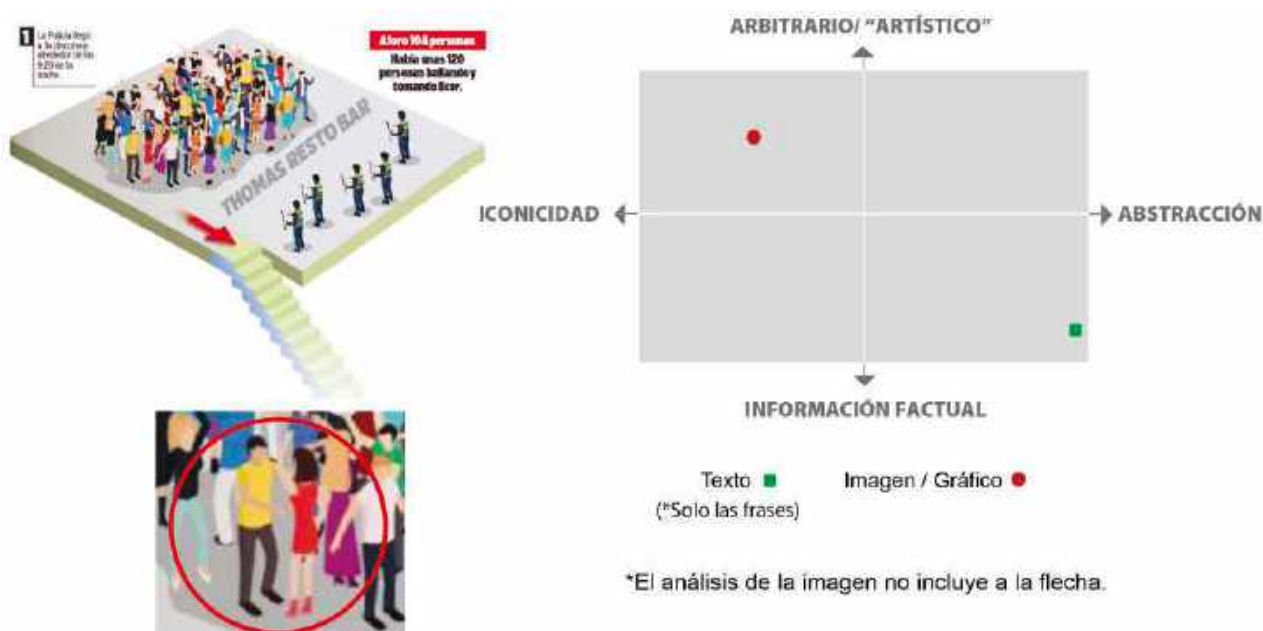 1
La Policía llegó
a la discoteca
alrededor de las
9:20 de la
noche.
Aforo 104 personas
Había unas 120
personas bailando y
tomando licor.
THOMAS RESTO BAR
ARBITRARIO/ “ARTÍSTICO”
ICONICIDAD
ABSTRACCIÓN
INFORMACIÓN FACTUAL
Texto
Imagen / Gráfico
(*Solo las frases)
*El análisis de la imagen no incluye a la flecha.